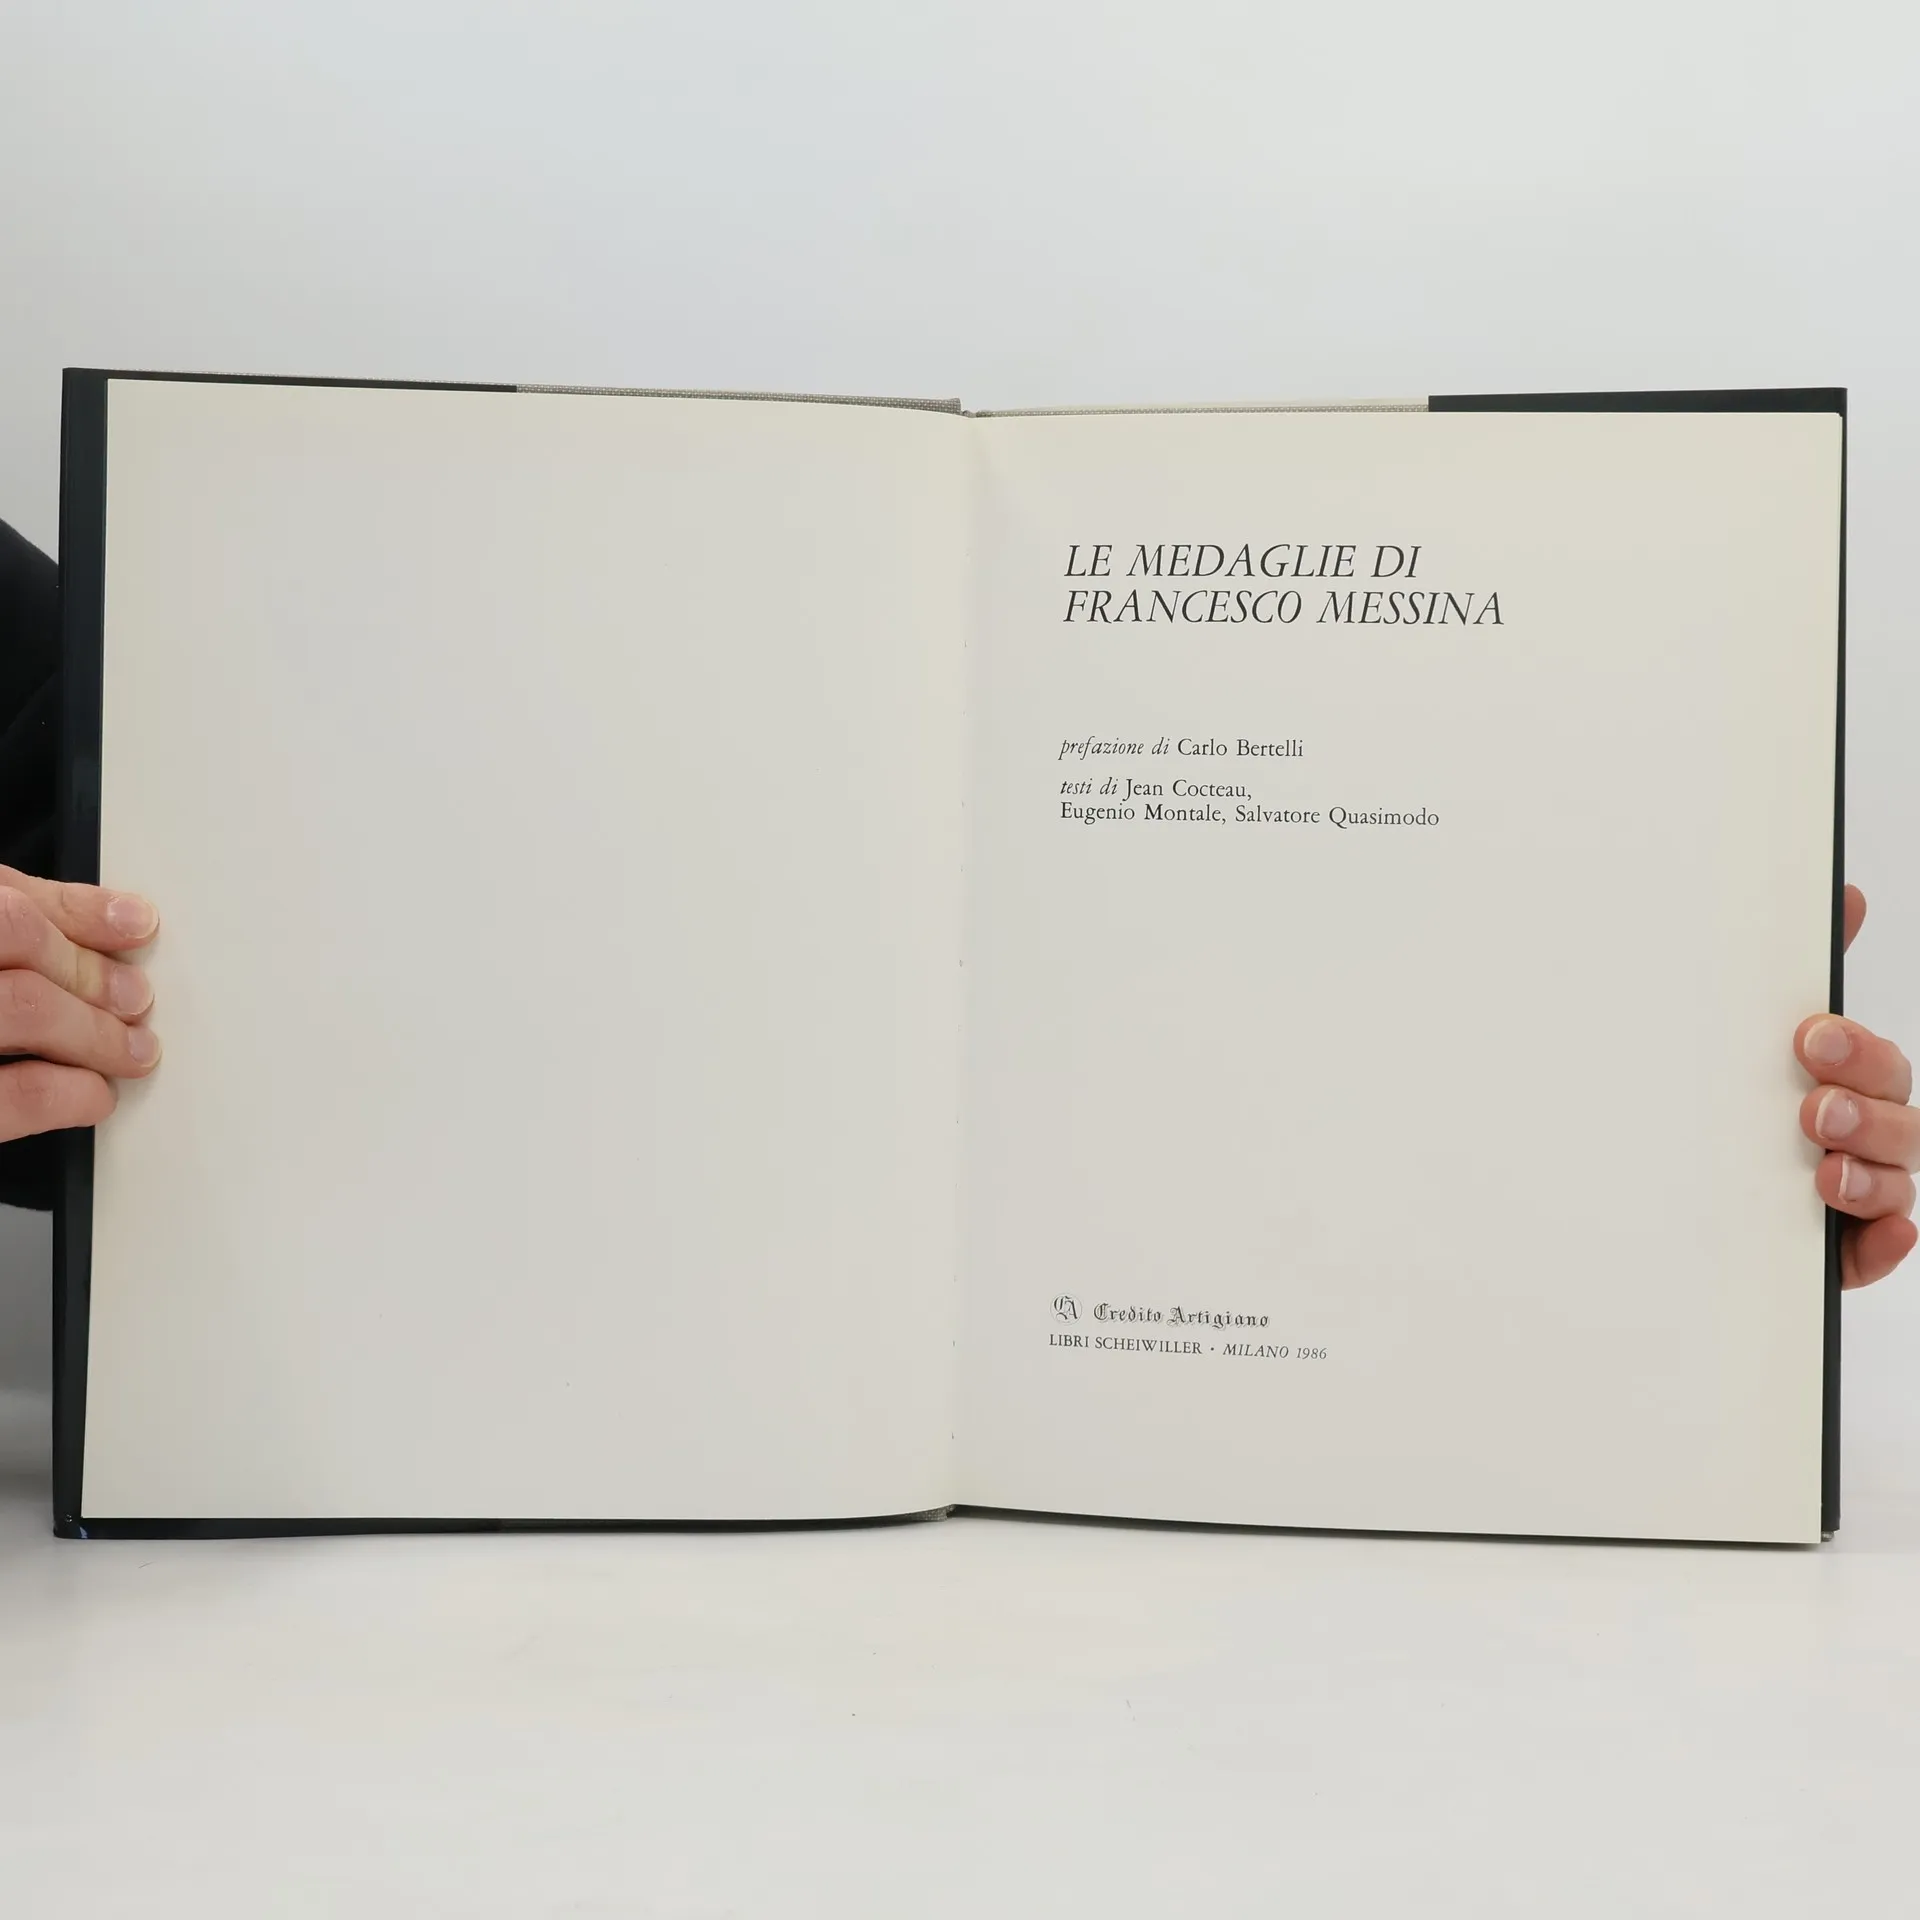 LE MEDAGLIE DI
FRANCESCO MESSINA
prefazione di Carlo Bertelli
testi di Jean Cocteau,
Eugenio Montale, Salvatore Quasimodo
CA Credito Artigiano
LIBRI SCHEIWILLER • MILANO 1986